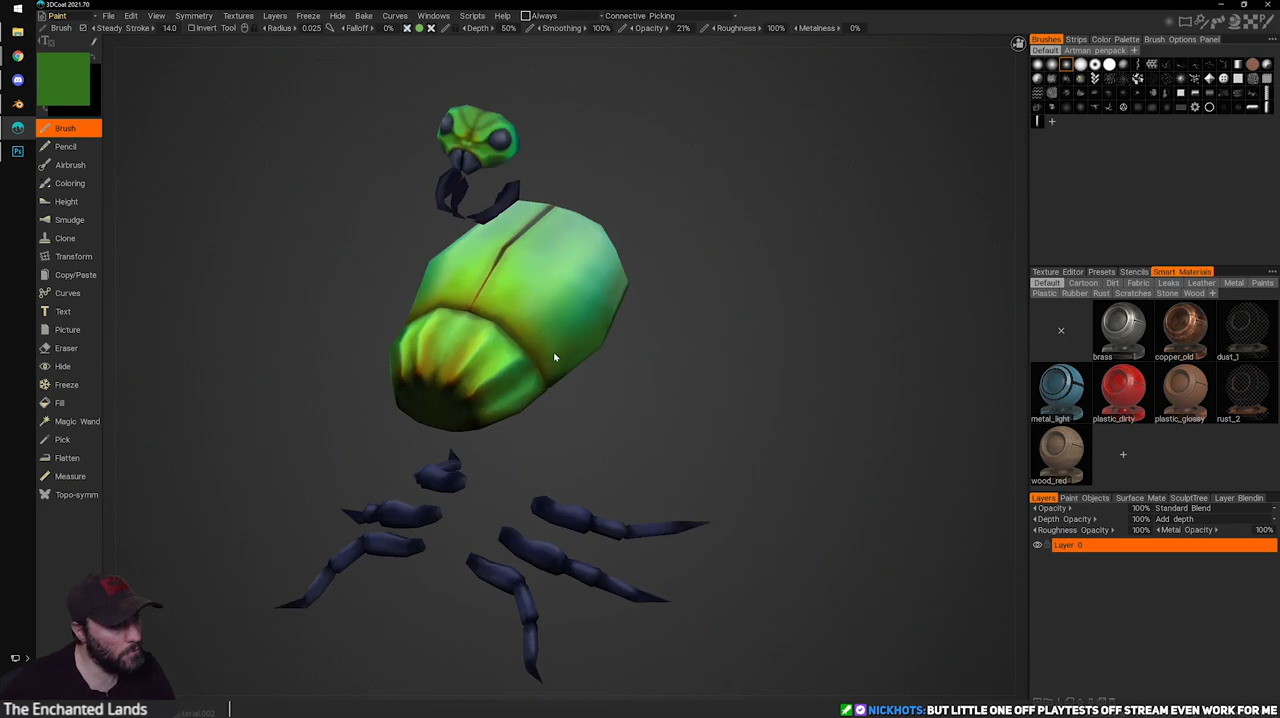 3DCoat 2021.70
Paint File Edit View Symmetry Textures Layers Freeze Hide Bake Curves Windows Scripts Help Always Connective Picking
Brush Steady Stroke 14.0 Invert Tool Radius 0.025 Falloff 0% Depth 50% Smoothing 100% Opacity 21% Roughness 100% Metalness 0%
Brush
Pencil
Airbrush
Coloring
Height
Smudge
Clone
Transform
Copy/Paste
Curves
Text
Picture
Eraser
Hide
Freeze
Fill
Magic Wand
Pick
Flatten
Measure
Topo-symm
Brushes Strips Color Palette Brush Options Panel
Default Artman penpack
Texture Editor Presets Stencils Smart Materials
Default Cartoon Dirt Fabric Leaks Leather Metal Paints
Plastic Rubber Rust Scratches Stone Wood
brass copper_old dust_1
metal_light plastic_dirty plastic_glossy rust_2
wood_red
Layers Paint Objects Surface Mate SculptTree Layer Blendin
Opacity 100% Standard Blend
Depth Opacity 100% Add depth
Roughness Opacity 100% Metal Opacity 100%
Layer 0
The Enchanted Lands
terial.002
NICKHOTS: BUT LITTLE ONE OFF PLAYTESTS OFF STREAM EVEN WORK FOR ME